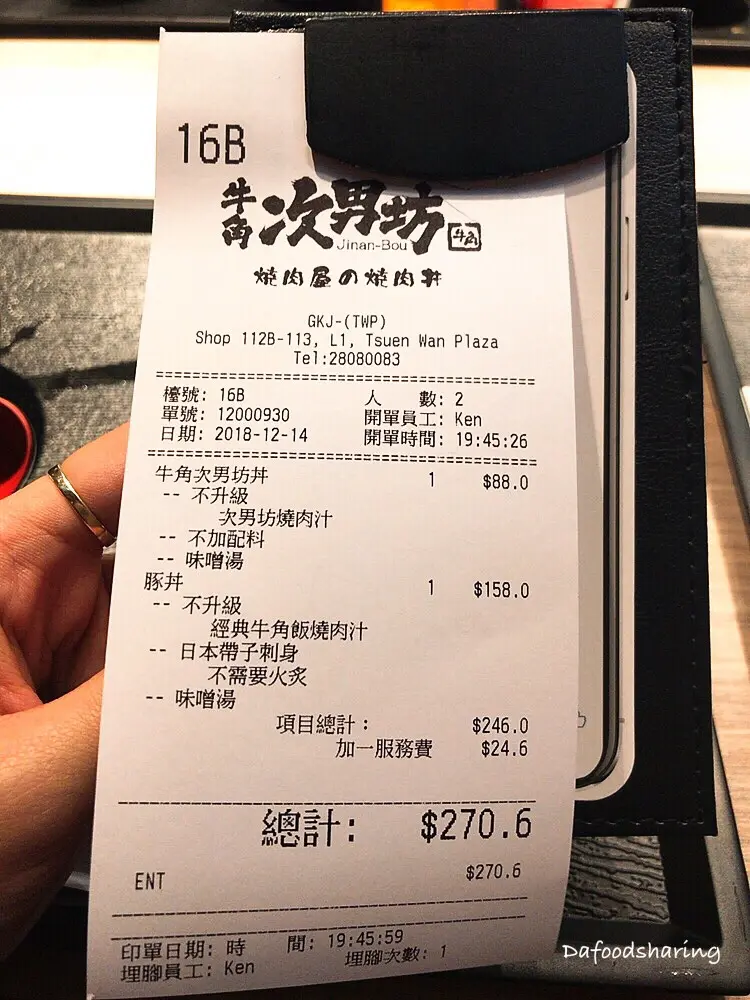 16B
牛角 次男坊 牛角
Jinan-Bou
焼肉屋の焼肉丼
GKJ-(TWP)
Shop 112B-113, L1, Tsuen Wan Plaza
Tel:28080083
檯號: 16B 人 數: 2
單號: 12000930 開單員工: Ken
日期: 2018-12-14 開單時間: 19:45:26
牛角次男坊丼 1 $88.0
-- 不升級
次男坊燒肉汁
-- 不加配料
-- 味噌湯
豚丼 1 $158.0
-- 不升級
經典牛角飯燒肉汁
-- 日本帶子刺身
不需要火炙
-- 味噌湯
項目總計: $246.0
加一服務費 $24.6
總計: $270.6
ENT $270.6
印單日期: 時 間: 19:45:59
埋腳員工: Ken 埋腳次數: 1
Dafoodsharing